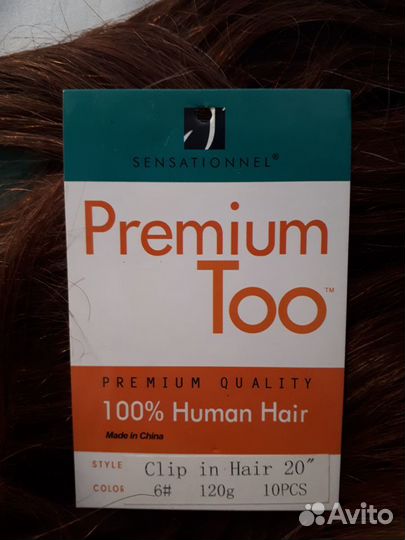 SENSATIONNEL®
Premium
Too™
PREMIUM QUALITY
100% Human Hair
Made in China
STYLE Clip in Hair 20"
COLOR 6# 120g 10PCS
Avito